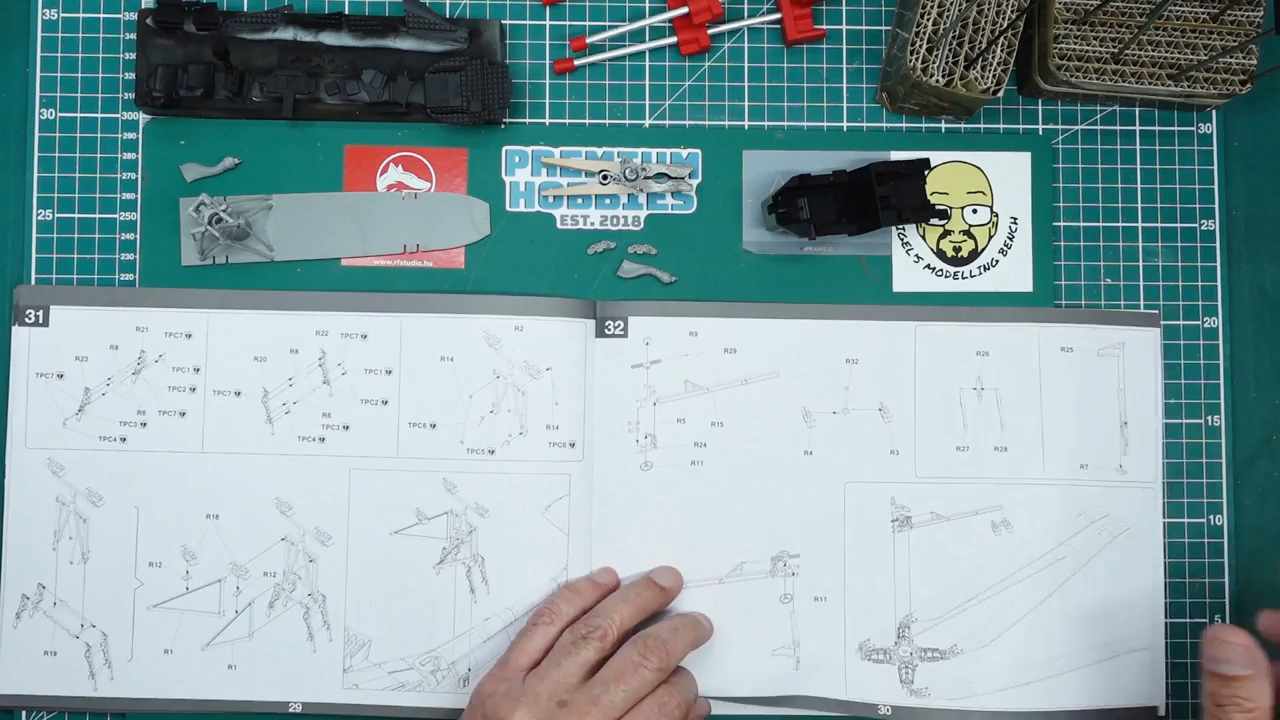 350
340
330
320
310
300
290
280
270
260
250
240
230
220
30
25
30
25
20
15
10
5
www.rfstudio.hu
PREMIUM
HOBBIES
EST. 2018
NIGEL'S MODELLING BENCH
31
R21
TPC7
R8
R23
TPC7
TPC1
TPC2
R6
TPC7
TPC3
TPC4
R22
TPC7
R20
R8
TPC1
TPC7
TPC2
R6
TPC3
TPC4
R2
R14
R14
TPC6
TPC5
TPC6
R16
R12
R12
R19
R1
R1
29
32
R9
R29
R32
R5
R15
R24
R11
R4
R3
R26
R27
R28
R25
R7
R11
30